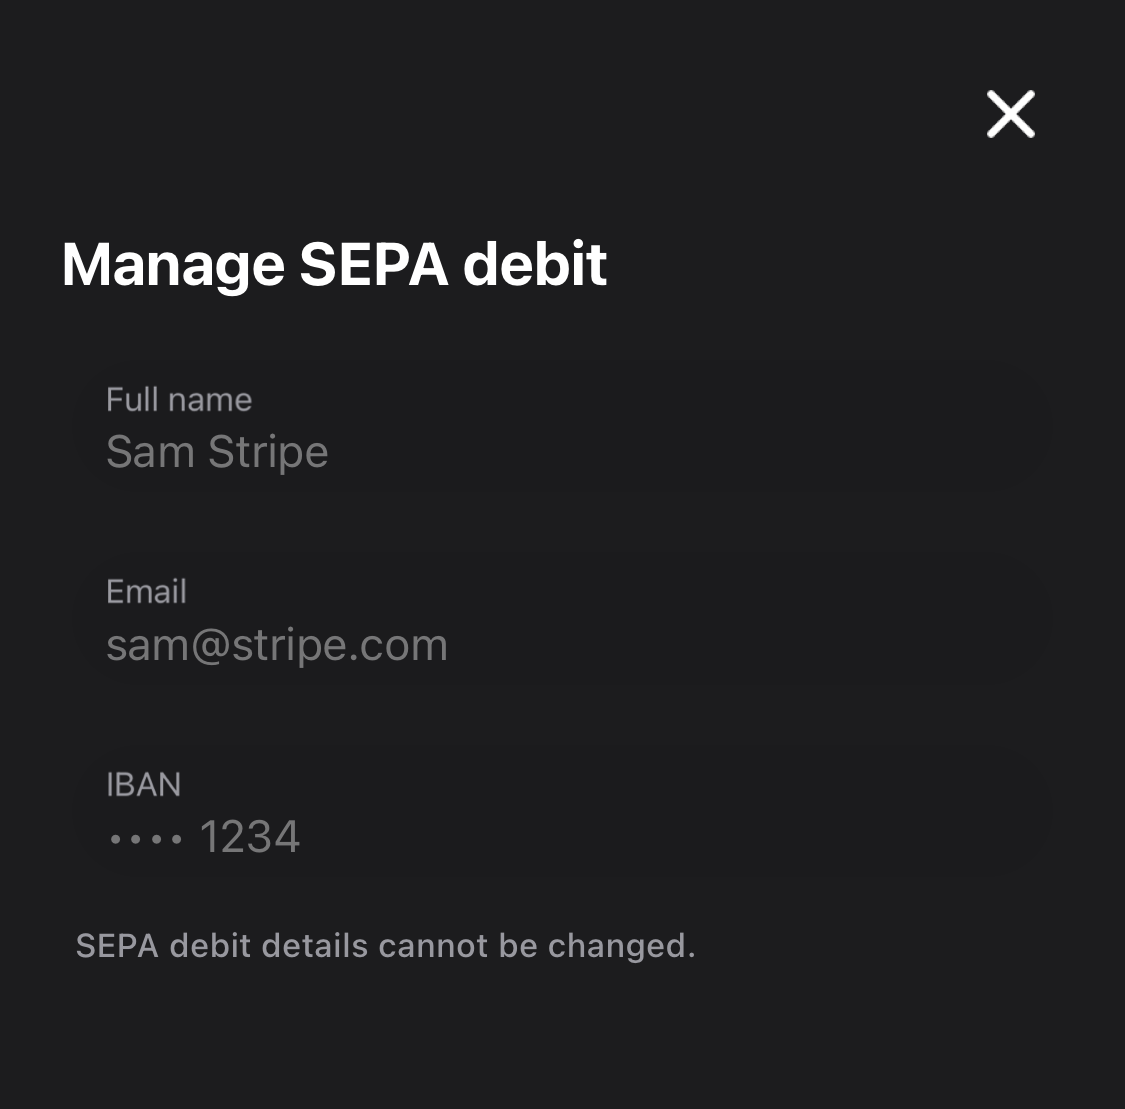 Manage SEPA debit
Full name
Sam Stripe
Email
sam@stripe.com
IBAN
•••• 1234
SEPA debit details cannot be changed.